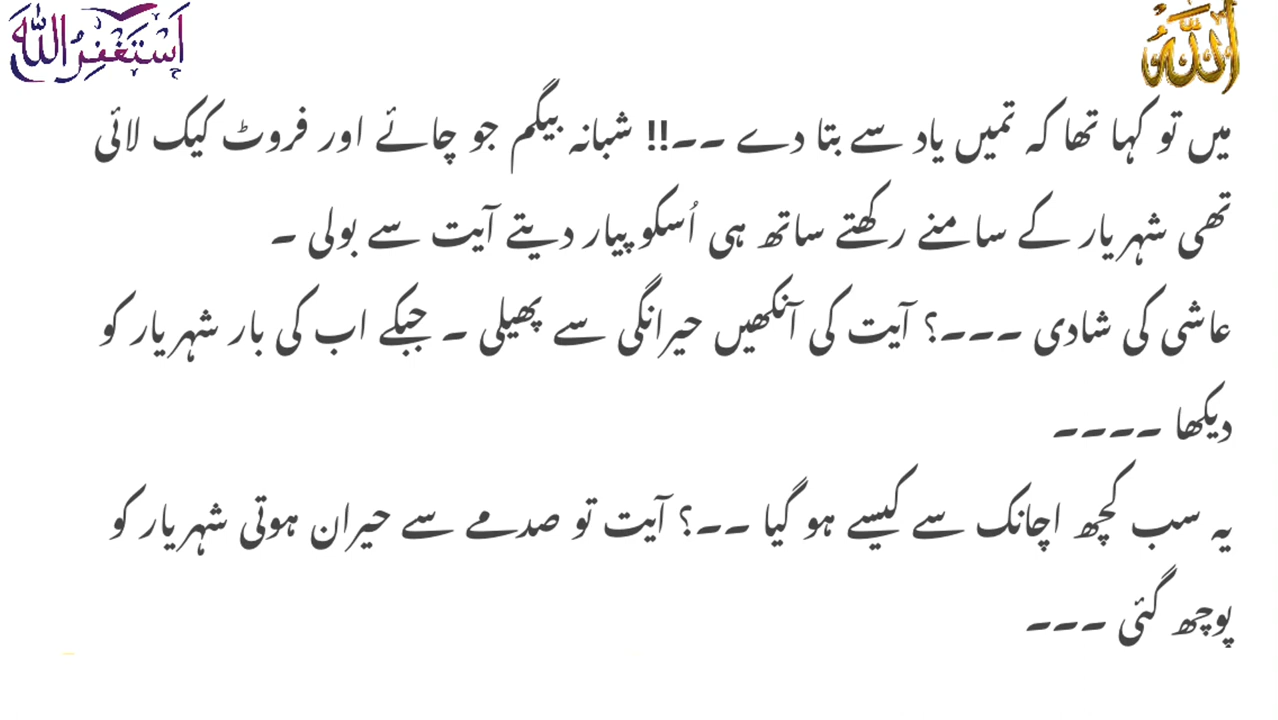 اَسْتَغْفِرُاللّٰه
اَللّٰهُ
میں تو کہا تھا کہ تمیں یاد سے بتا دے ۔۔!! شبانہ بیگم جو چائے اور فروٹ کیک لائی
تھی شہریار کے سامنے رکھتے ساتھ ہی اُسکو پیار دیتے آیت سے بولی ۔
عاشی کی شادی ۔۔۔؟ آیت کی آنکھیں حیرانگی سے پھیلی ۔ جبکے اب کی بار شہریار کو
دیکھا ۔۔۔۔
یہ سب کچھ اچانک سے کیسے ہو گیا ۔۔؟ آیت تو صدمے سے حیران ہوتی شہریار کو
پوچھ گئی ۔۔۔